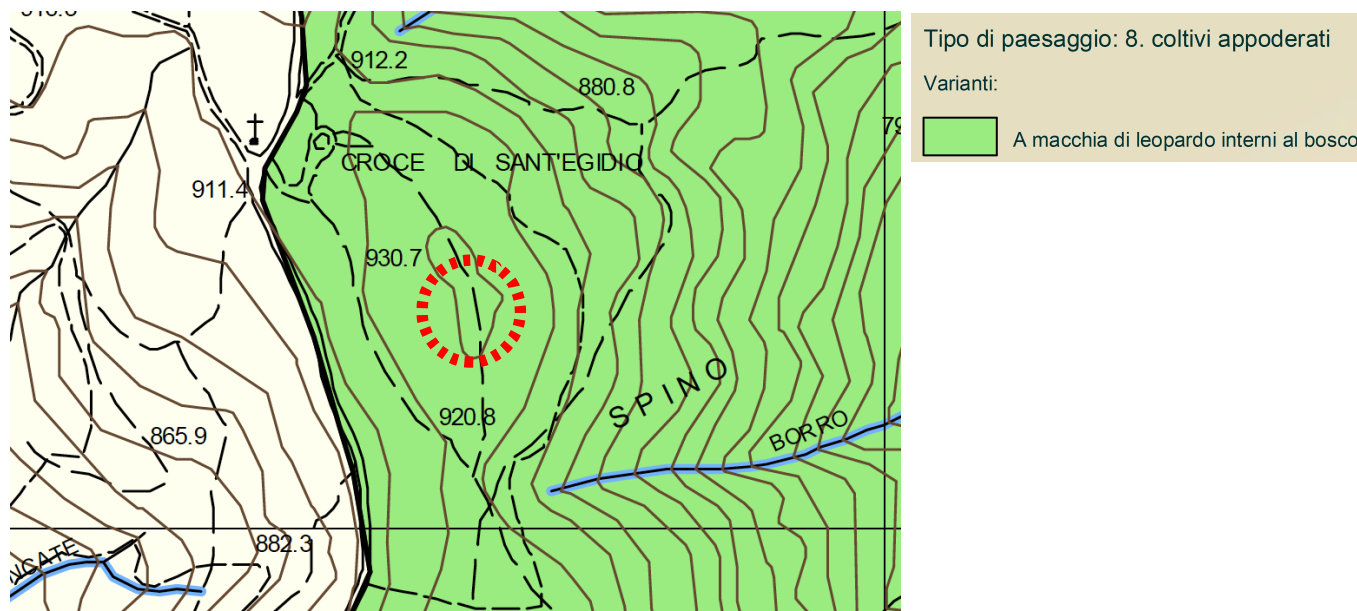 912.2
880.8
CROCE DI SANT'EGIDIO
911.4
930.7
920.8
SPINO
BORRO
865.9
882.3
Tipo di paesaggio: 8. coltivi appoderati
Varianti:
A macchia di leopardo interni al bosco